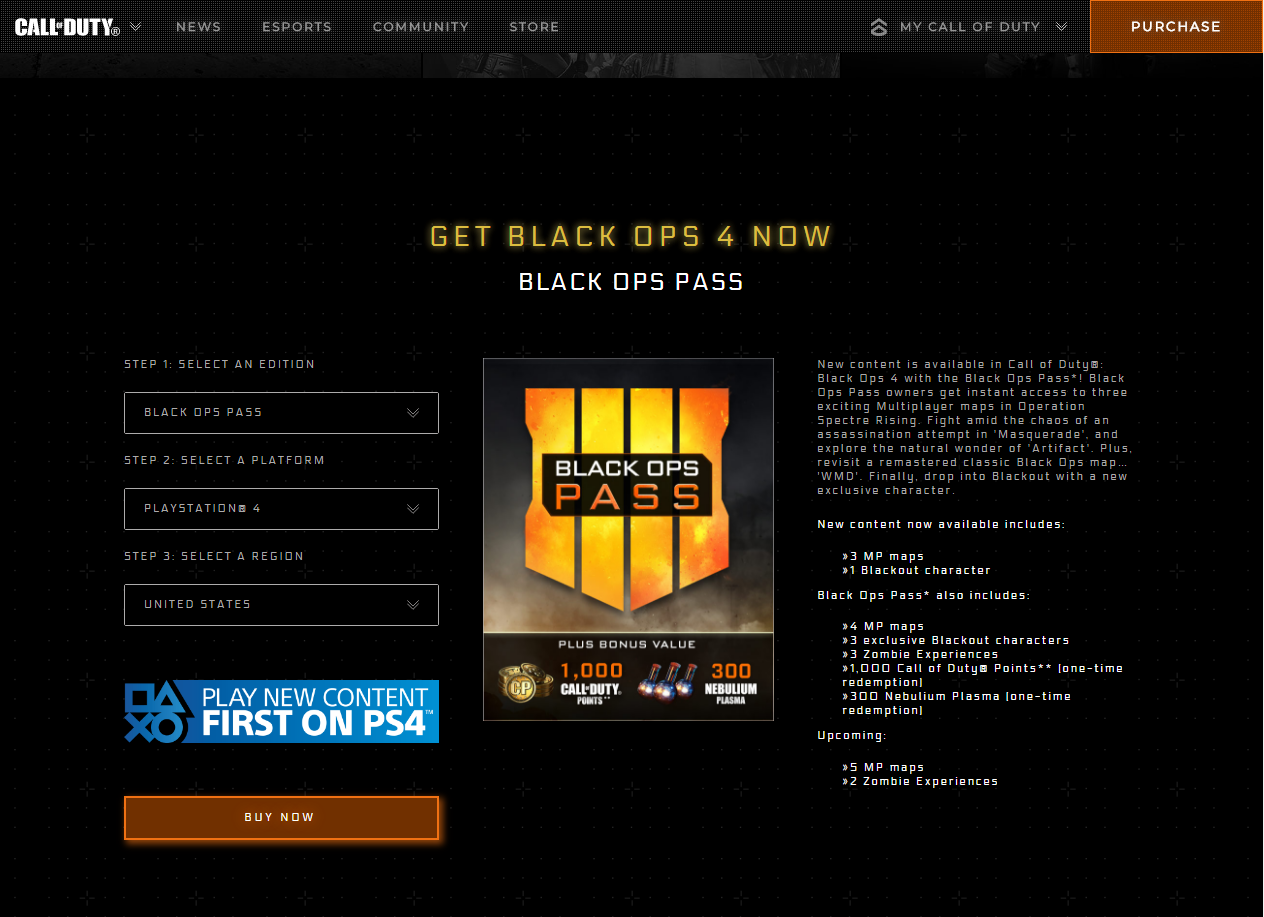 CALL OF DUTY®
NEWS
ESPORTS
COMMUNITY
STORE
MY CALL OF DUTY
PURCHASE
GET BLACK OPS 4 NOW
BLACK OPS PASS
STEP 1: SELECT AN EDITION
BLACK OPS PASS
STEP 2: SELECT A PLATFORM
PLAYSTATION® 4
STEP 3: SELECT A REGION
UNITED STATES
PLAY NEW CONTENT
FIRST ON PS4™
BUY NOW
BLACK OPS
PASS
PLUS BONUS VALUE
CP
1,000
CALL OF DUTY®
POINTS**
300
NEBULIUM
PLASMA
New content is available in Call of Duty®:
Black Ops 4 with the Black Ops Pass*! Black
Ops Pass owners get instant access to three
exciting Multiplayer maps in Operation
Spectre Rising. Fight amid the chaos of an
assassination attempt in 'Masquerade', and
explore the natural wonder of 'Artifact'. Plus,
revisit a remastered classic Black Ops map…
'WMD'. Finally, drop into Blackout with a new
exclusive character.
New content now available includes:
»3 MP maps
»1 Blackout character
Black Ops Pass* also includes:
»4 MP maps
»3 exclusive Blackout characters
»3 Zombie Experiences
»1,000 Call of Duty® Points** (one-time
redemption)
»300 Nebulium Plasma (one-time
redemption)
Upcoming:
»5 MP maps
»2 Zombie Experiences